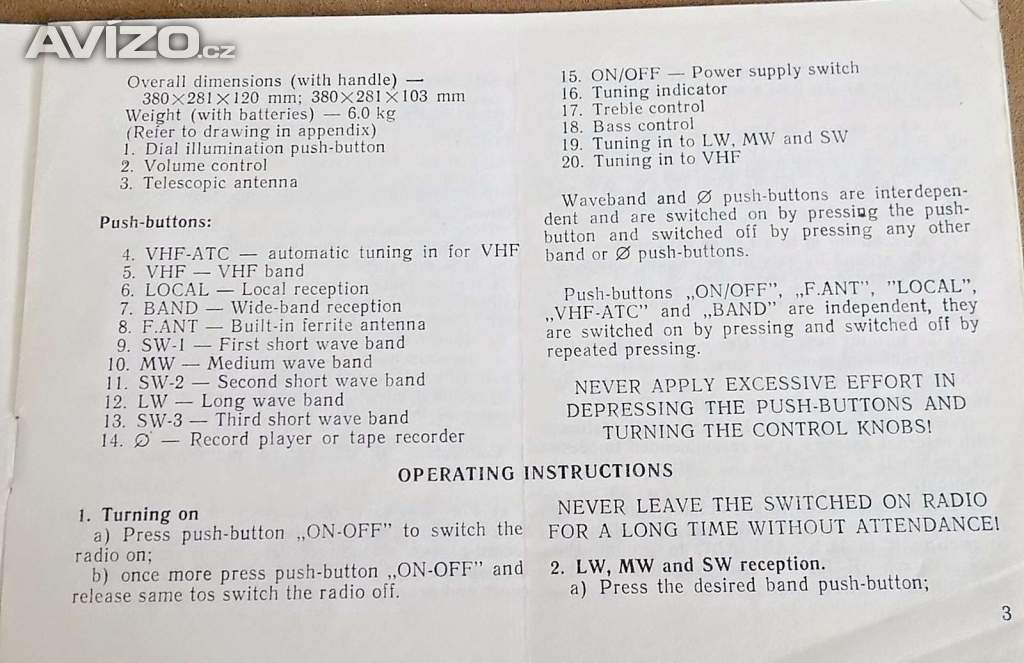 AVÍZO.cz
Overall dimensions (with handle) —
380×281×120 mm; 380×281×103 mm
Weight (with batteries) — 6.0 kg
(Refer to drawing in appendix)
1. Dial illumination push-button
2. Volume control
3. Telescopic antenna
Push-buttons:
4. VHF-ATC — automatic tuning in for VHF
5. VHF — VHF band
6. LOCAL — Local reception
7. BAND — Wide-band reception
8. F.ANT — Built-in ferrite antenna
9. SW-1 — First short wave band
10. MW — Medium wave band
11. SW-2 — Second short wave band
12. LW — Long wave band
13. SW-3 — Third short wave band
14. Ø — Record player or tape recorder
15. ON/OFF — Power supply switch
16. Tuning indicator
17. Treble control
18. Bass control
19. Tuning in to LW, MW and SW
20. Tuning in to VHF
Waveband and Ø push-buttons are interdepen-
dent and are switched on by pressing the push-
button and switched off by pressing any other
band or Ø push-buttons.
Push-buttons „ON/OFF”, „F.ANT”, ”LOCAL”,
„VHF-ATC” and „BAND” are independent, they
are switched on by pressing and switched off by
repeated pressing.
NEVER APPLY EXCESSIVE EFFORT IN
DEPRESSING THE PUSH-BUTTONS AND
TURNING THE CONTROL KNOBS!
OPERATING INSTRUCTIONS
1. Turning on
a) Press push-button „ON-OFF” to switch the
radio on;
b) once more press push-button „ON-OFF” and
release same tos switch the radio off.
NEVER LEAVE THE SWITCHED ON RADIO
FOR A LONG TIME WITHOUT ATTENDANCE!
2. LW, MW and SW reception.
a) Press the desired band push-button;
3